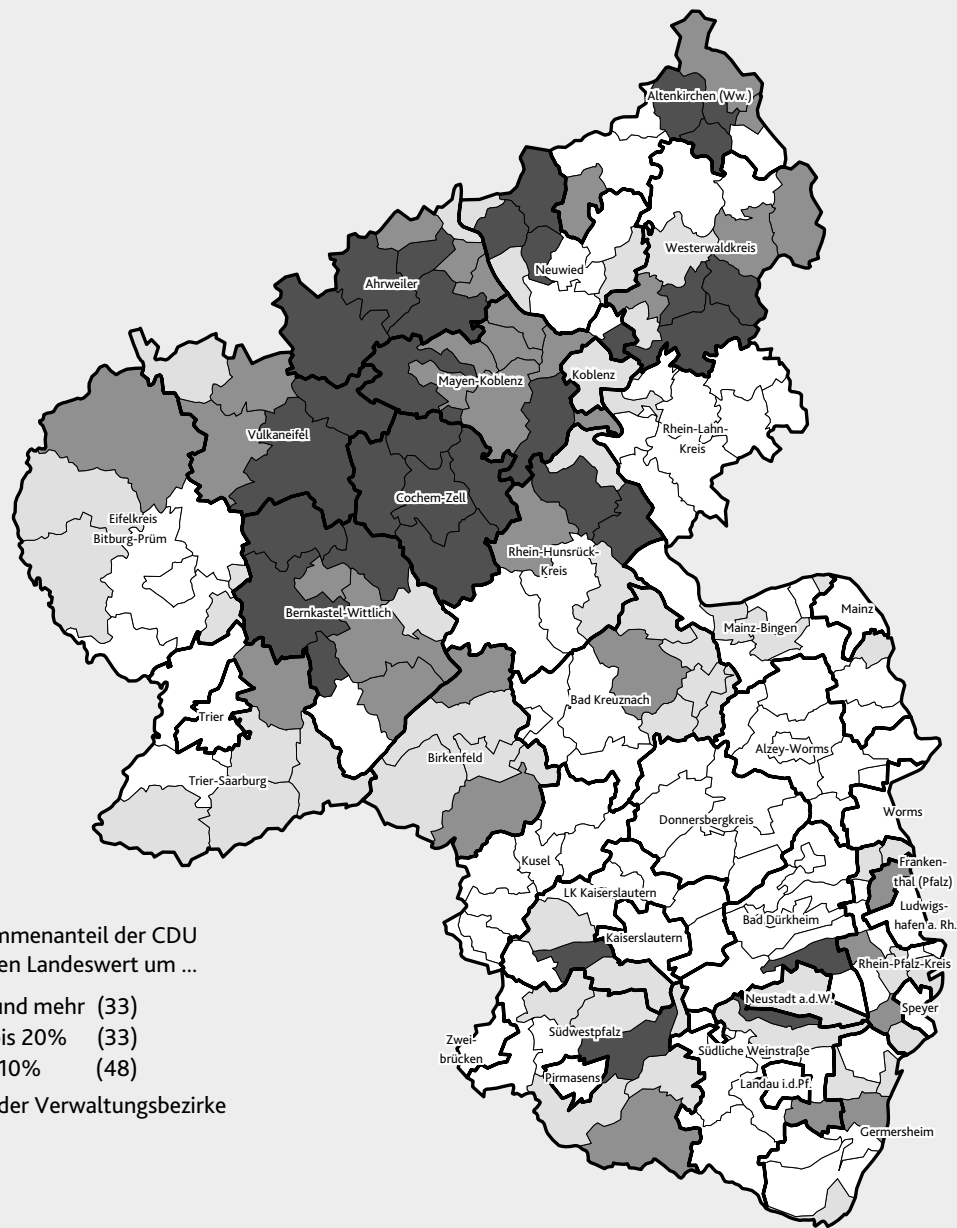 Altenkirchen (Ww.)
Westerwaldkreis
Neuwied
Ahrweiler
Koblenz
Mayen-Koblenz
Rhein-Lahn-
Kreis
Vulkaneifel
Cochem-Zell
Eifelkreis
Bitburg-Prüm
Rhein-Hunsrück-
Kreis
Bernkastel-Wittlich
Mainz
Mainz-Bingen
Bad Kreuznach
Trier
Alzey-Worms
Birkenfeld
Trier-Saarburg
Worms
Donnersbergkreis
Kusel
Franken-
thal (Pfalz)
LK Kaiserslautern
Ludwigs-
hafen a. Rh.
Bad Dürkheim
Kaiserslautern
Rhein-Pfalz-Kreis
Neustadt a.d.W.
Speyer
Südwestpfalz
Zwei-
brücken
Südliche Weinstraße
Pirmasens
Landau i.d.Pf.
Germersheim
mmenanteil der CDU
en Landeswert um ...
und mehr (33)
is 20% (33)
10% (48)
der Verwaltungsbezirke